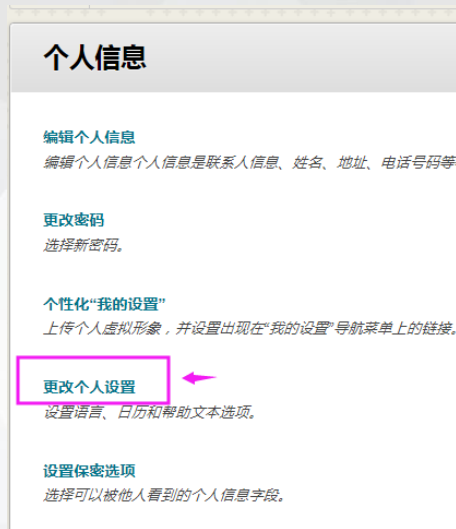 个人信息
编辑个人信息
编辑个人信息个人信息是联系人信息、姓名、地址、电话号码等
更改密码
选择新密码。
个性化“我的设置”
上传个人虚拟形象，并设置出现在“我的设置”导航菜单上的链接。
更改个人设置
设置语言、日历和帮助文本选项。
设置保密选项
选择可以被他人看到的个人信息字段。